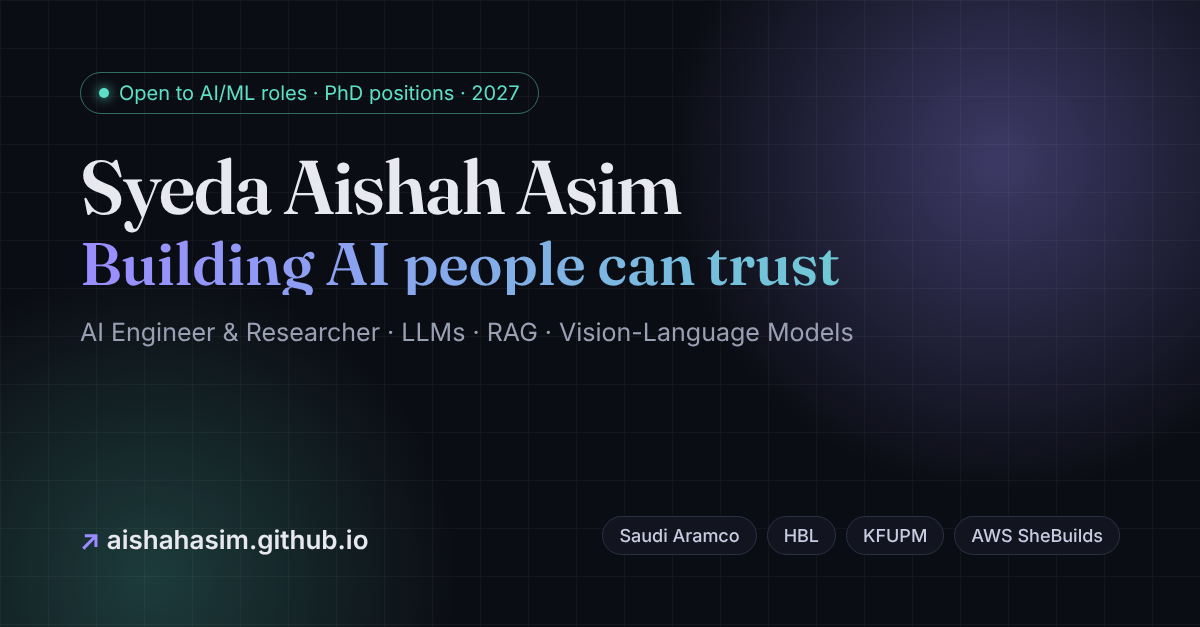 Open to AI/ML roles · PhD positions · 2027
Syeda Aishah Asim
Building AI people can trust
AI Engineer & Researcher · LLMs · RAG · Vision-Language Models
↗ aishahasim.github.io
Saudi Aramco HBL KFUPM AWS SheBuilds